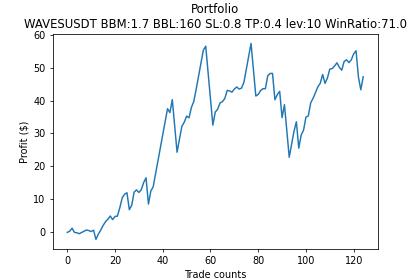 Portfolio
WAVESUSDT BBM:1.7 BBL:160 SL:0.8 TP:0.4 lev:10 WinRatio:71.0
60
50
40
30
20
10
0
Profit ($)
0 20 40 60 80 100 120
Trade counts